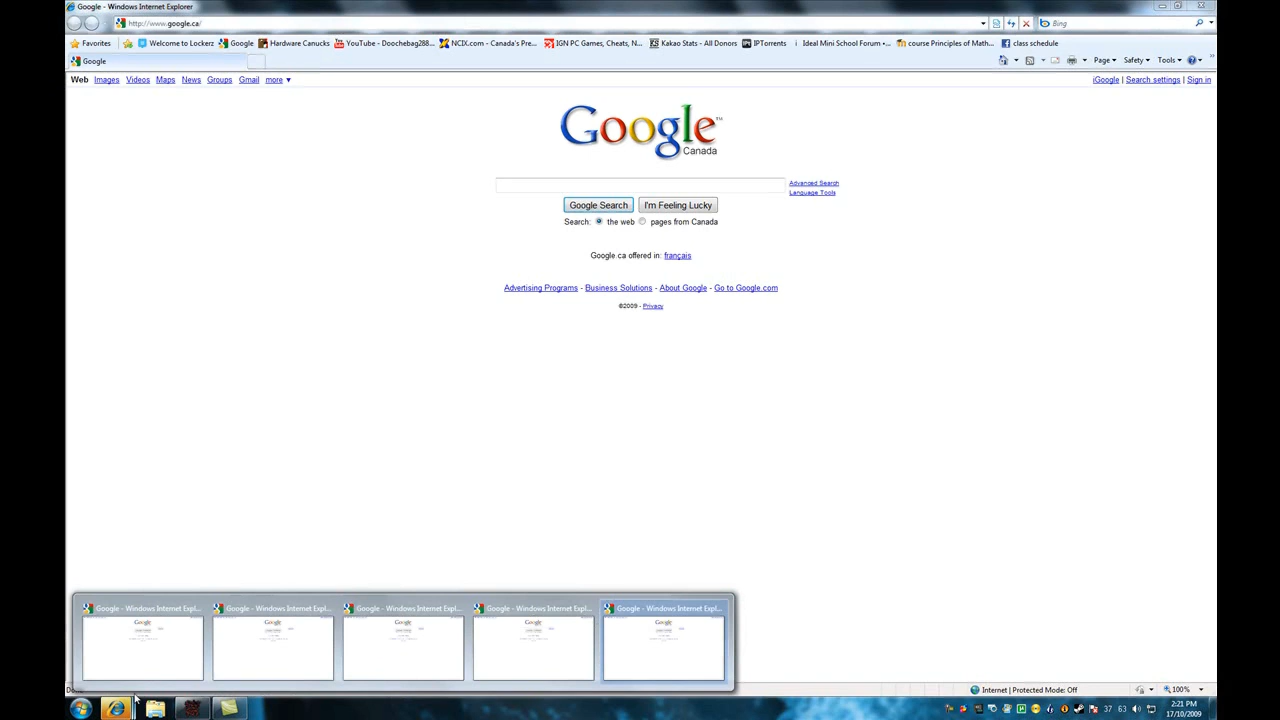 Google - Windows Internet Explorer
http://www.google.ca/
Bing
Favorites Welcome to Lockerz Google Hardware Canucks YouTube - Doochebag288... NCIX.com - Canada's Pre... IGN PC Games, Cheats, N... Kakao Stats - All Donors IPTorrents Ideal Mini School Forum •... course Principles of Math... class schedule
Google
Page Safety Tools
Web Images Videos Maps News Groups Gmail more ▼
iGoogle | Search settings | Sign in
Google™
Canada
Advanced Search
Language Tools
Google Search I'm Feeling Lucky
Search: the web pages from Canada
Google.ca offered in: français
Advertising Programs - Business Solutions - About Google - Go to Google.com
©2009 - Privacy
Google - Windows Internet Expl... Google - Windows Internet Expl... Google - Windows Internet Expl... Google - Windows Internet Expl... Google - Windows Internet Expl...
Internet | Protected Mode: Off
100%
37 63
2:21 PM
17/10/2009